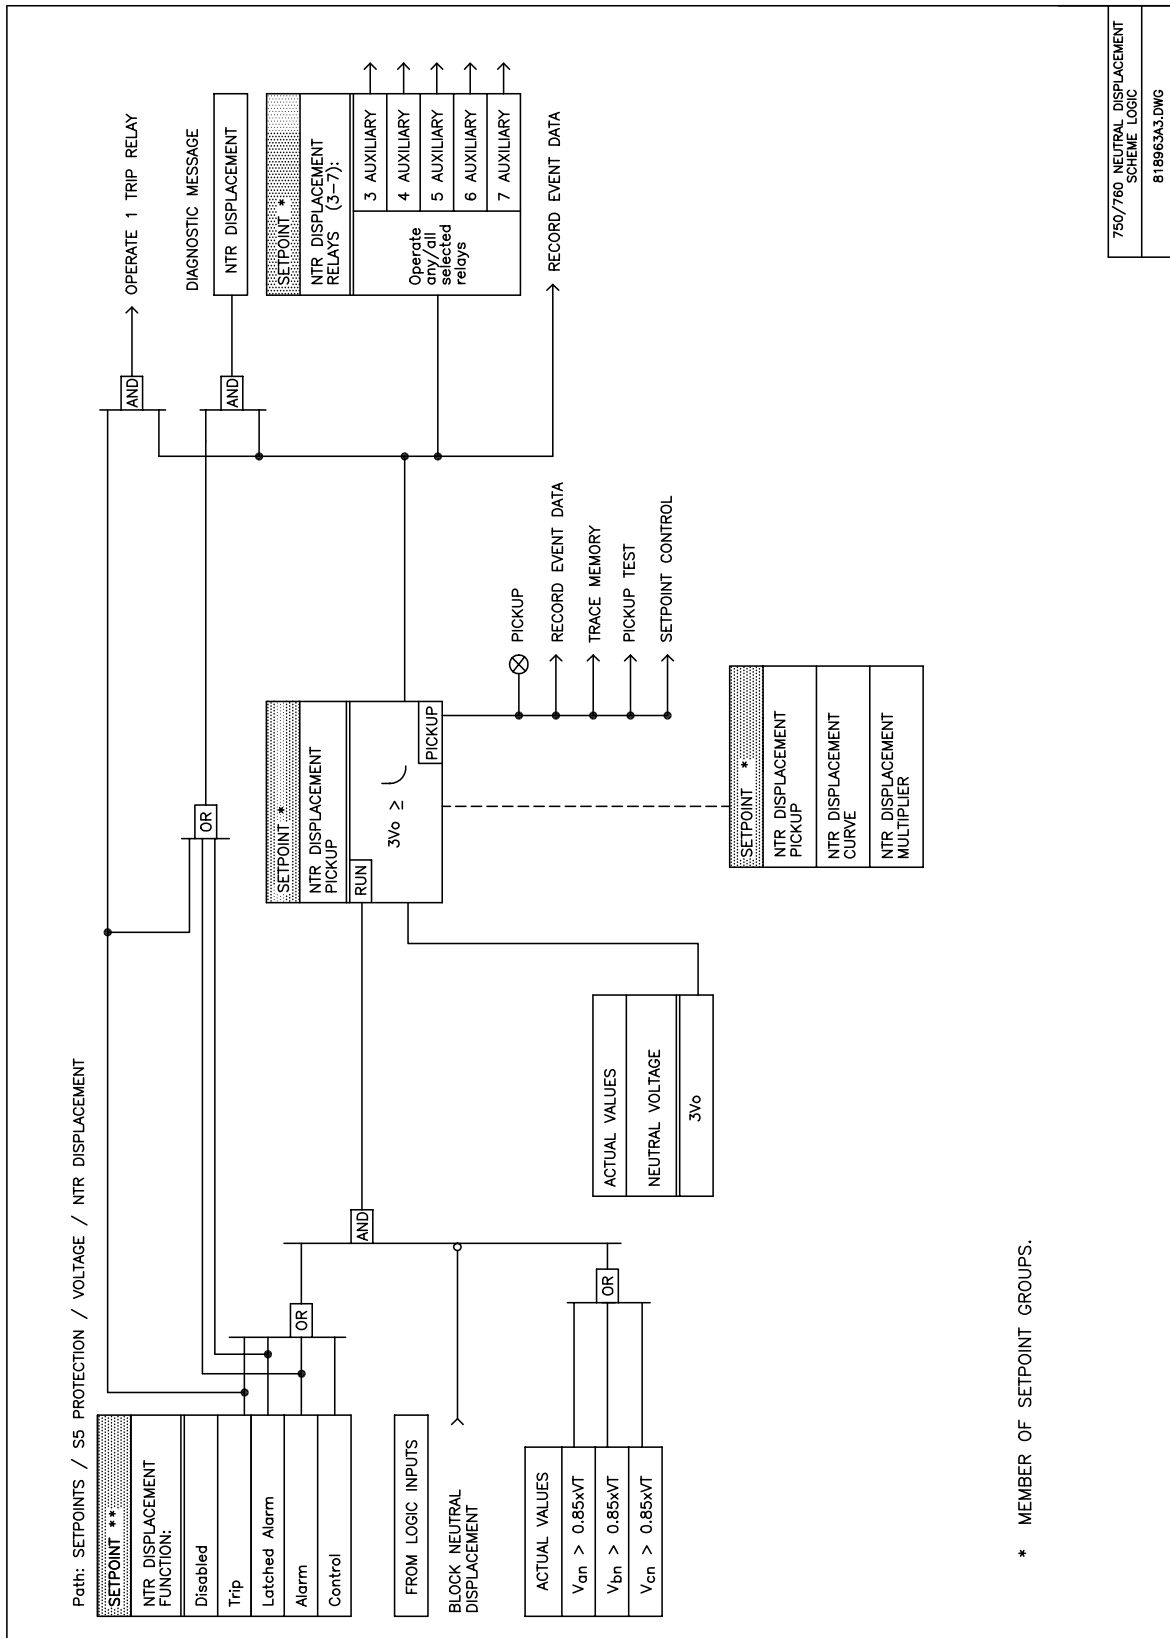 Path: SETPOINTS / S5 PROTECTION / VOLTAGE / NTR DISPLACEMENT
SETPOINT **
NTR DISPLACEMENT
FUNCTION:
Disabled
Trip
Latched Alarm
Alarm
Control
FROM LOGIC INPUTS
BLOCK NEUTRAL
DISPLACEMENT
ACTUAL VALUES
Van > 0.85xVT
Vbn > 0.85xVT
Vcn > 0.85xVT
OR
OR
AND
ACTUAL VALUES
NEUTRAL VOLTAGE
3Vo
OR
SETPOINT *
NTR DISPLACEMENT
PICKUP
RUN
3Vo ≥
PICKUP
SETPOINT *
NTR DISPLACEMENT
PICKUP
NTR DISPLACEMENT
CURVE
NTR DISPLACEMENT
MULTIPLIER
PICKUP
RECORD EVENT DATA
TRACE MEMORY
PICKUP TEST
SETPOINT CONTROL
AND
OPERATE 1 TRIP RELAY
AND
DIAGNOSTIC MESSAGE
NTR DISPLACEMENT
SETPOINT *
NTR DISPLACEMENT
RELAYS (3-7):
Operate
any/all
selected
relays
3 AUXILIARY
4 AUXILIARY
5 AUXILIARY
6 AUXILIARY
7 AUXILIARY
RECORD EVENT DATA
* MEMBER OF SETPOINT GROUPS.
750/760 NEUTRAL DISPLACEMENT
SCHEME LOGIC
818963A3.DWG